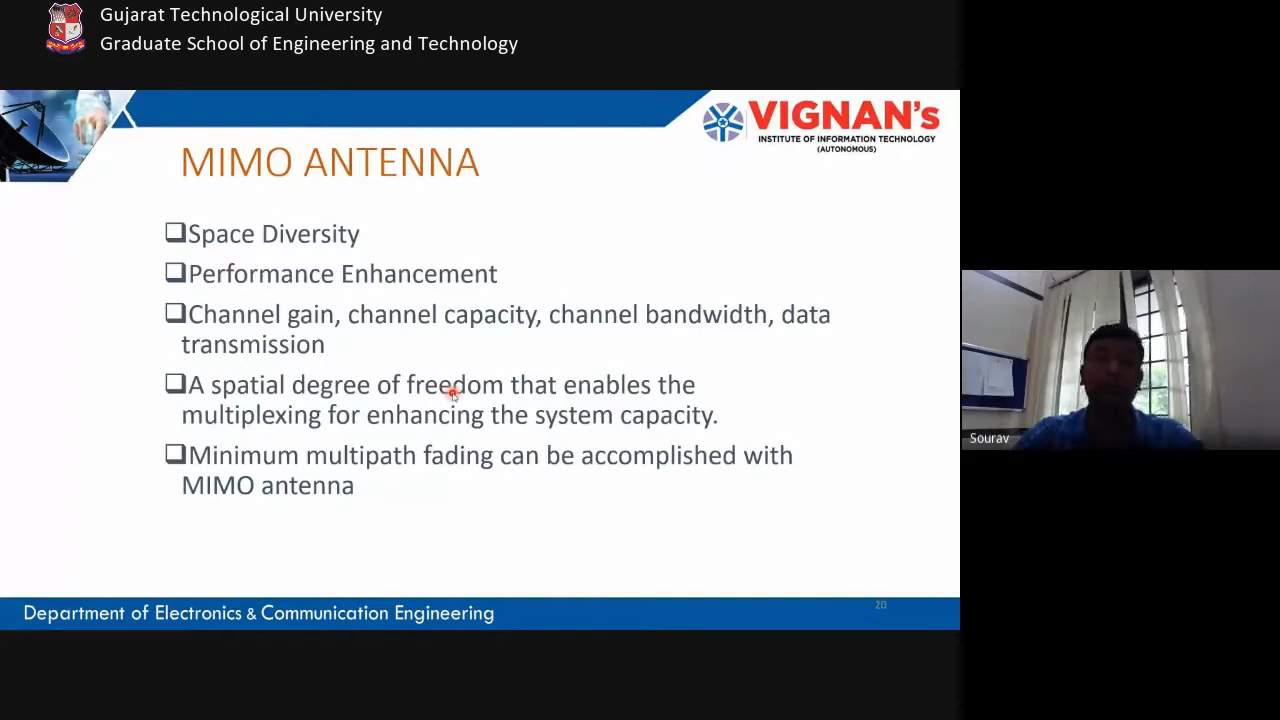 Gujarat Technological University
Graduate School of Engineering and Technology
VIGNAN's
INSTITUTE OF INFORMATION TECHNOLOGY
(AUTONOMOUS)
MIMO ANTENNA
Space Diversity
Performance Enhancement
Channel gain, channel capacity, channel bandwidth, data
transmission
A spatial degree of freedom that enables the
multiplexing for enhancing the system capacity.
Minimum multipath fading can be accomplished with
MIMO antenna
Sourav
Department of Electronics & Communication Engineering
20